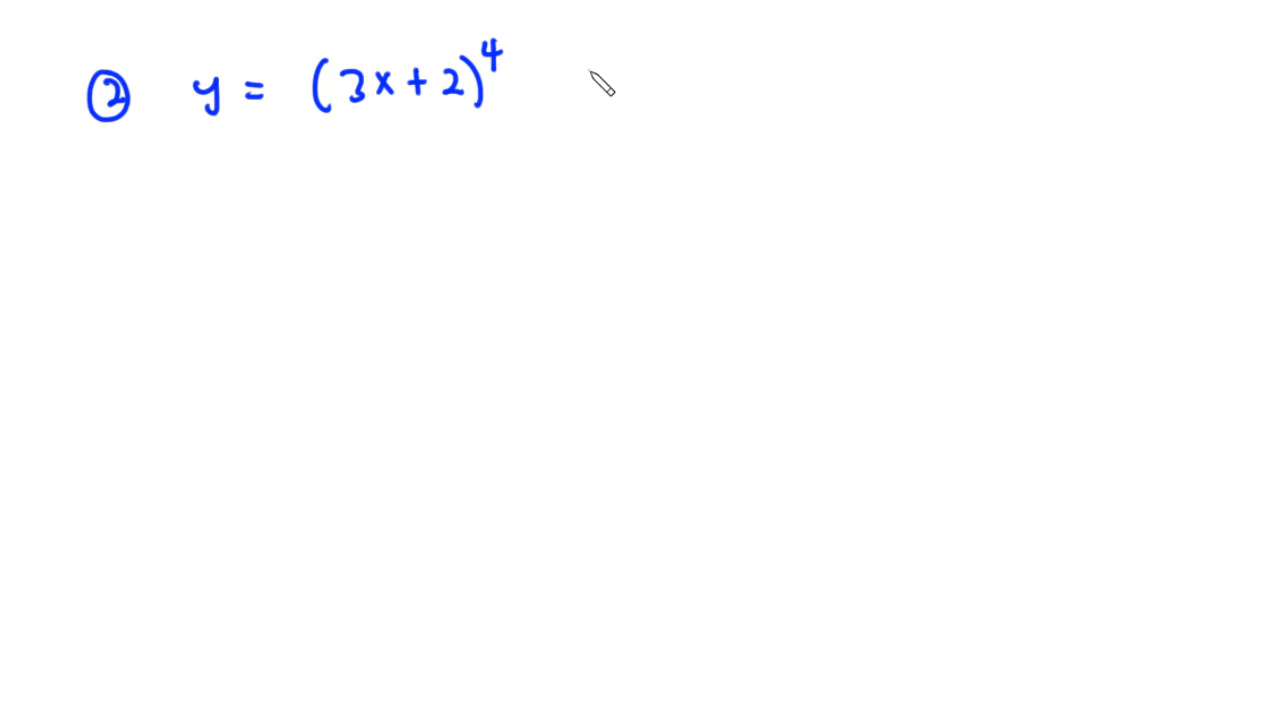 ② y = (3x + 2)⁴